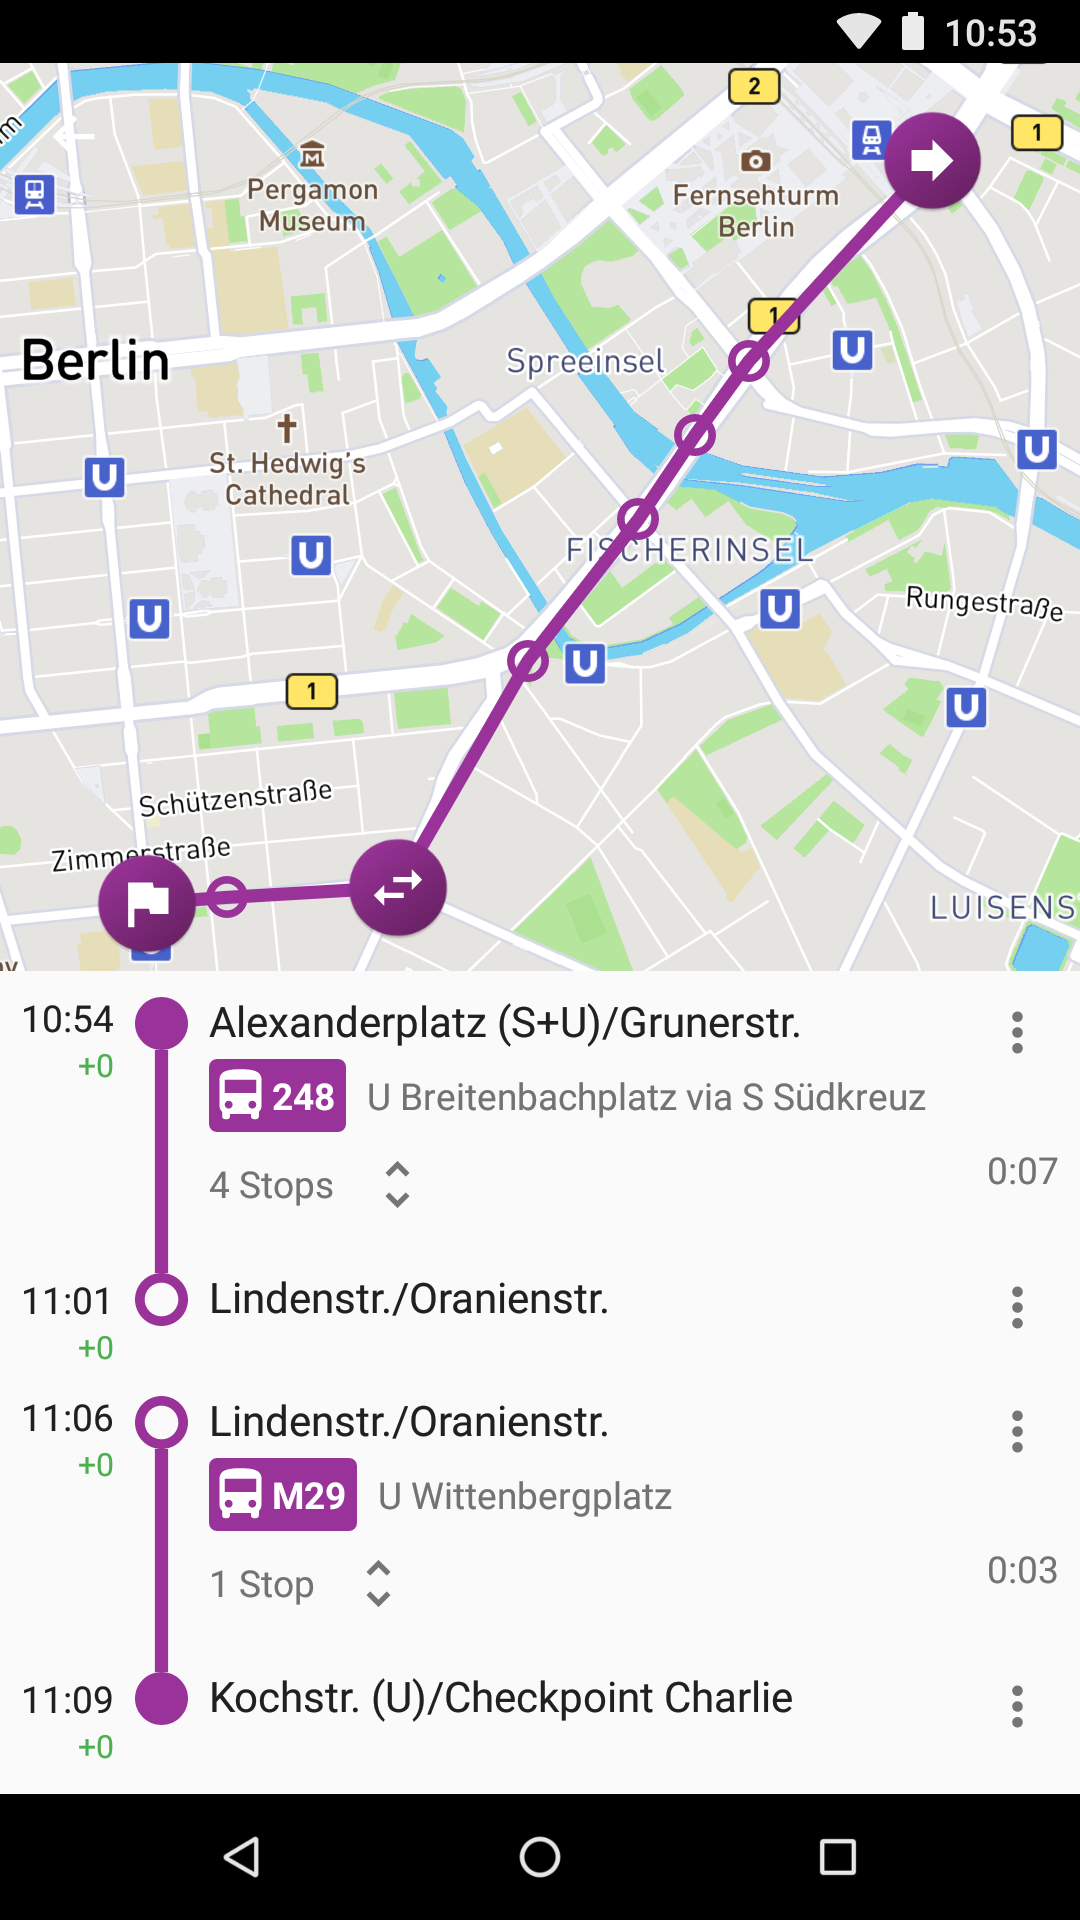 10:53
2
1
Pergamon
Museum
Fernsehturm
Berlin
1
Berlin
Spreeinsel
U
U
St. Hedwig's
Cathedral
U
U
FISCHERINSEL
Rungestraße
U
U
U
1
U
Schützenstraße
Zimmerstraße
LUISENS
10:54
Alexanderplatz (S+U)/Grunerstr.
+0
248 U Breitenbachplatz via S Südkreuz
4 Stops
0:07
11:01
Lindenstr./Oranienstr.
+0
11:06
Lindenstr./Oranienstr.
+0
M29 U Wittenbergplatz
1 Stop
0:03
11:09
Kochstr. (U)/Checkpoint Charlie
+0